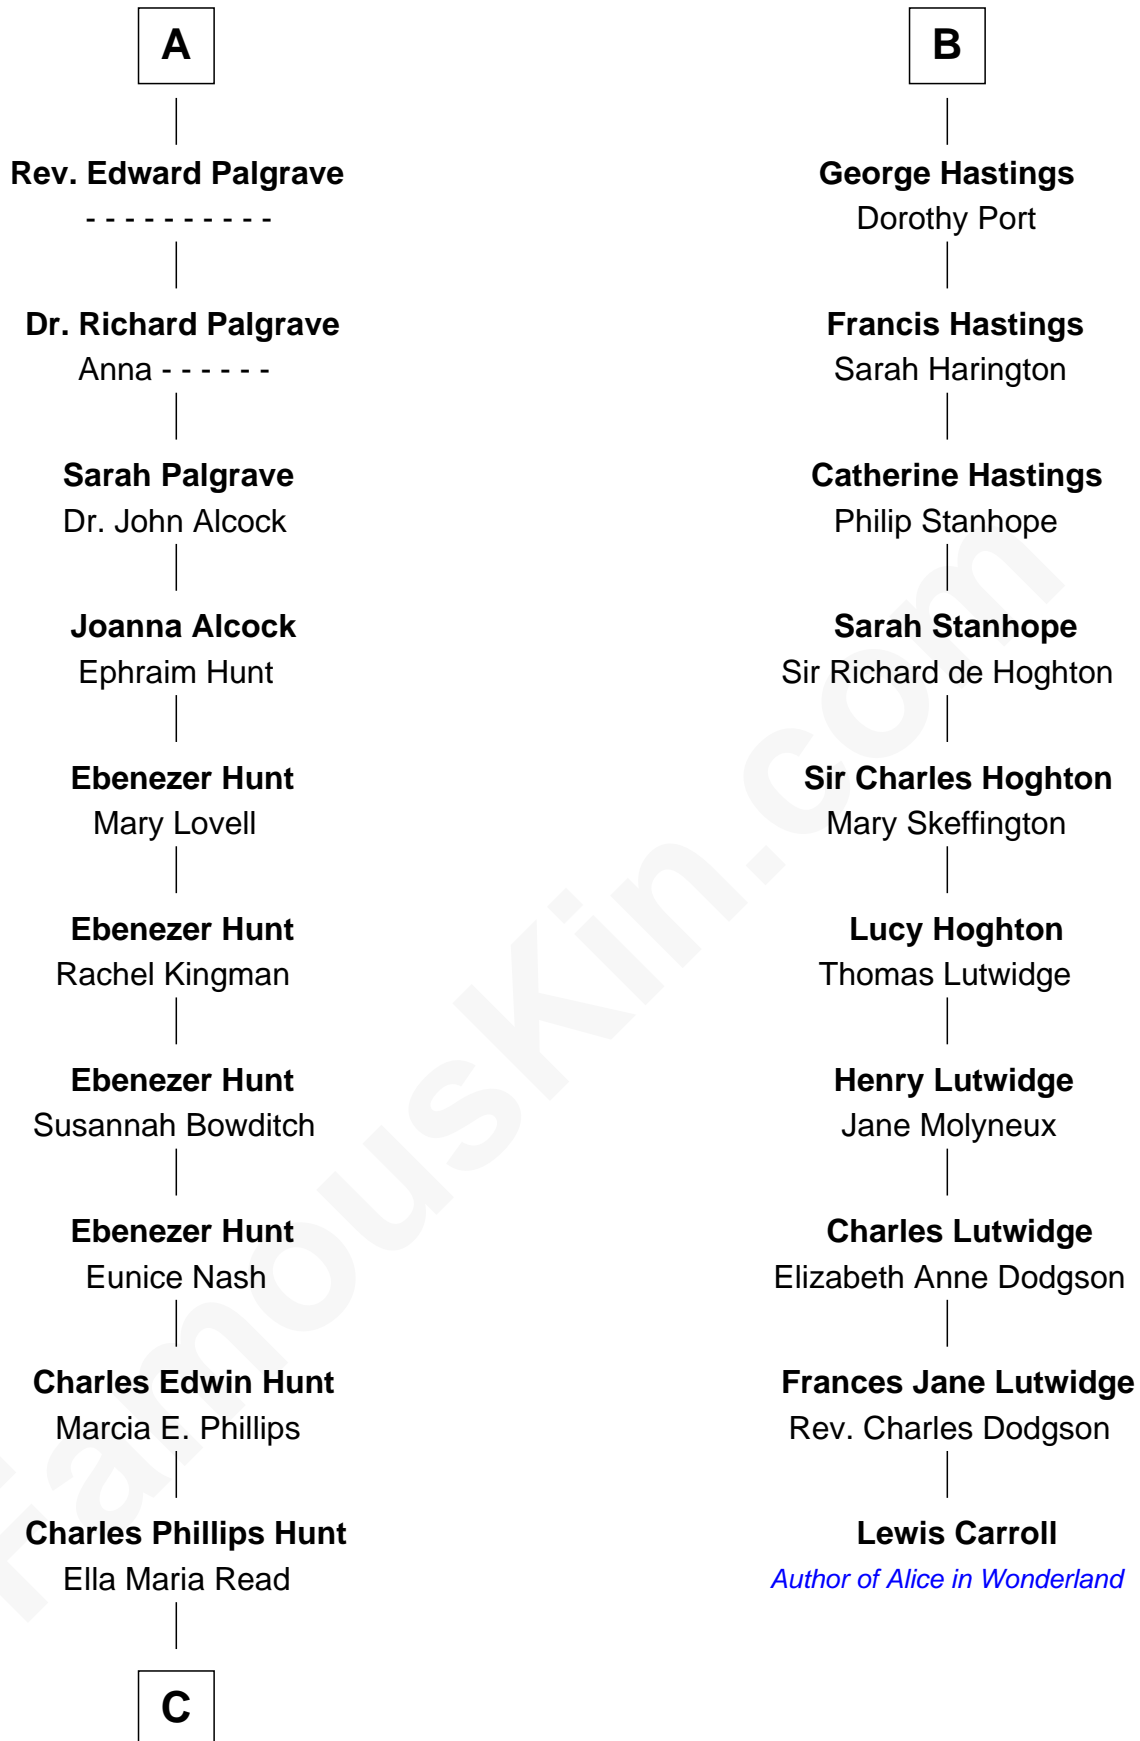 A
Rev. Edward Palgrave
- - - - - - - - - -
Dr. Richard Palgrave
Anna - - - - - -
Sarah Palgrave
Dr. John Alcock
Joanna Alcock
Ephraim Hunt
Ebenezer Hunt
Mary Lovell
Ebenezer Hunt
Rachel Kingman
Ebenezer Hunt
Susannah Bowditch
Ebenezer Hunt
Eunice Nash
Charles Edwin Hunt
Marcia E. Phillips
Charles Phillips Hunt
Ella Maria Read
C
B
George Hastings
Dorothy Port
Francis Hastings
Sarah Harington
Catherine Hastings
Philip Stanhope
Sarah Stanhope
Sir Richard de Hoghton
Sir Charles Hoghton
Mary Skeffington
Lucy Hoghton
Thomas Lutwidge
Henry Lutwidge
Jane Molyneux
Charles Lutwidge
Elizabeth Anne Dodgson
Frances Jane Lutwidge
Rev. Charles Dodgson
Lewis Carroll
Author of Alice in Wonderland
FamousKin.com